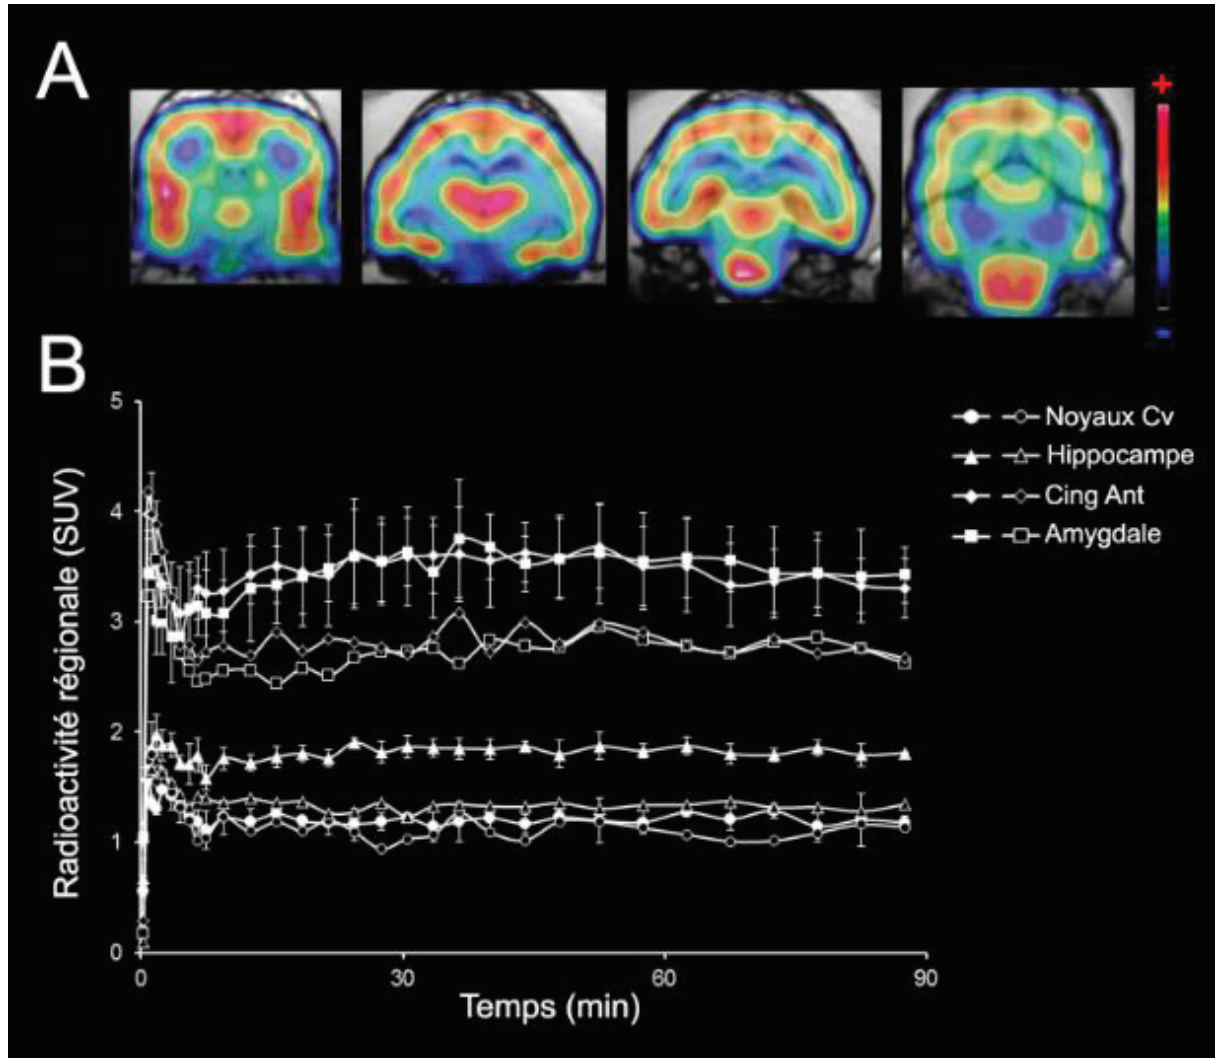 A
+
-
B
5
4
3
2
1
0
0
30
60
90
Radioactivité régionale (SUV)
Temps (min)
Noyaux Cv
Hippocampe
Cing Ant
Amygdale